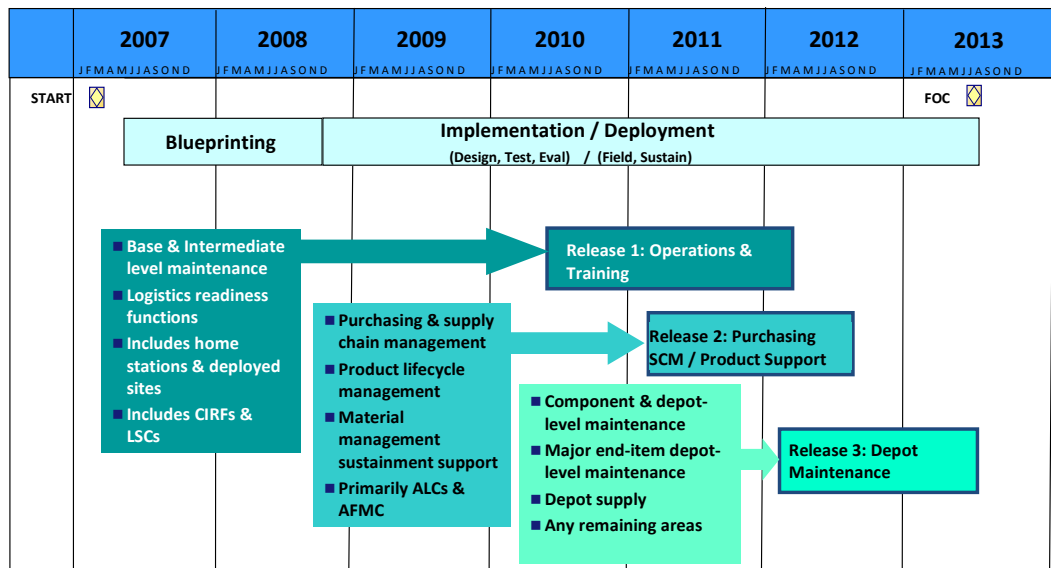 2007 2008 2009 2010 2011 2012 2013
J F M A M J J A S O N D J F M A M J J A S O N D J F M A M J J A S O N D J F M A M J J A S O N D J F M A M J J A S O N D J F M A M J J A S O N D J F M A M J J A S O N D
START
FOC
Blueprinting
Implementation / Deployment
(Design, Test, Eval) / (Field, Sustain)
■ Base & Intermediate
level maintenance
■ Logistics readiness
functions
■ Includes home
stations & deployed
sites
■ Includes CIRFs &
LSCs
Release 1: Operations &
Training
■ Purchasing & supply
chain management
■ Product lifecycle
management
■ Material
management
sustainment support
■ Primarily ALCs &
AFMC
Release 2: Purchasing
SCM / Product Support
■ Component & depot-
level maintenance
■ Major end-item depot-
level maintenance
■ Depot supply
■ Any remaining areas
Release 3: Depot
Maintenance